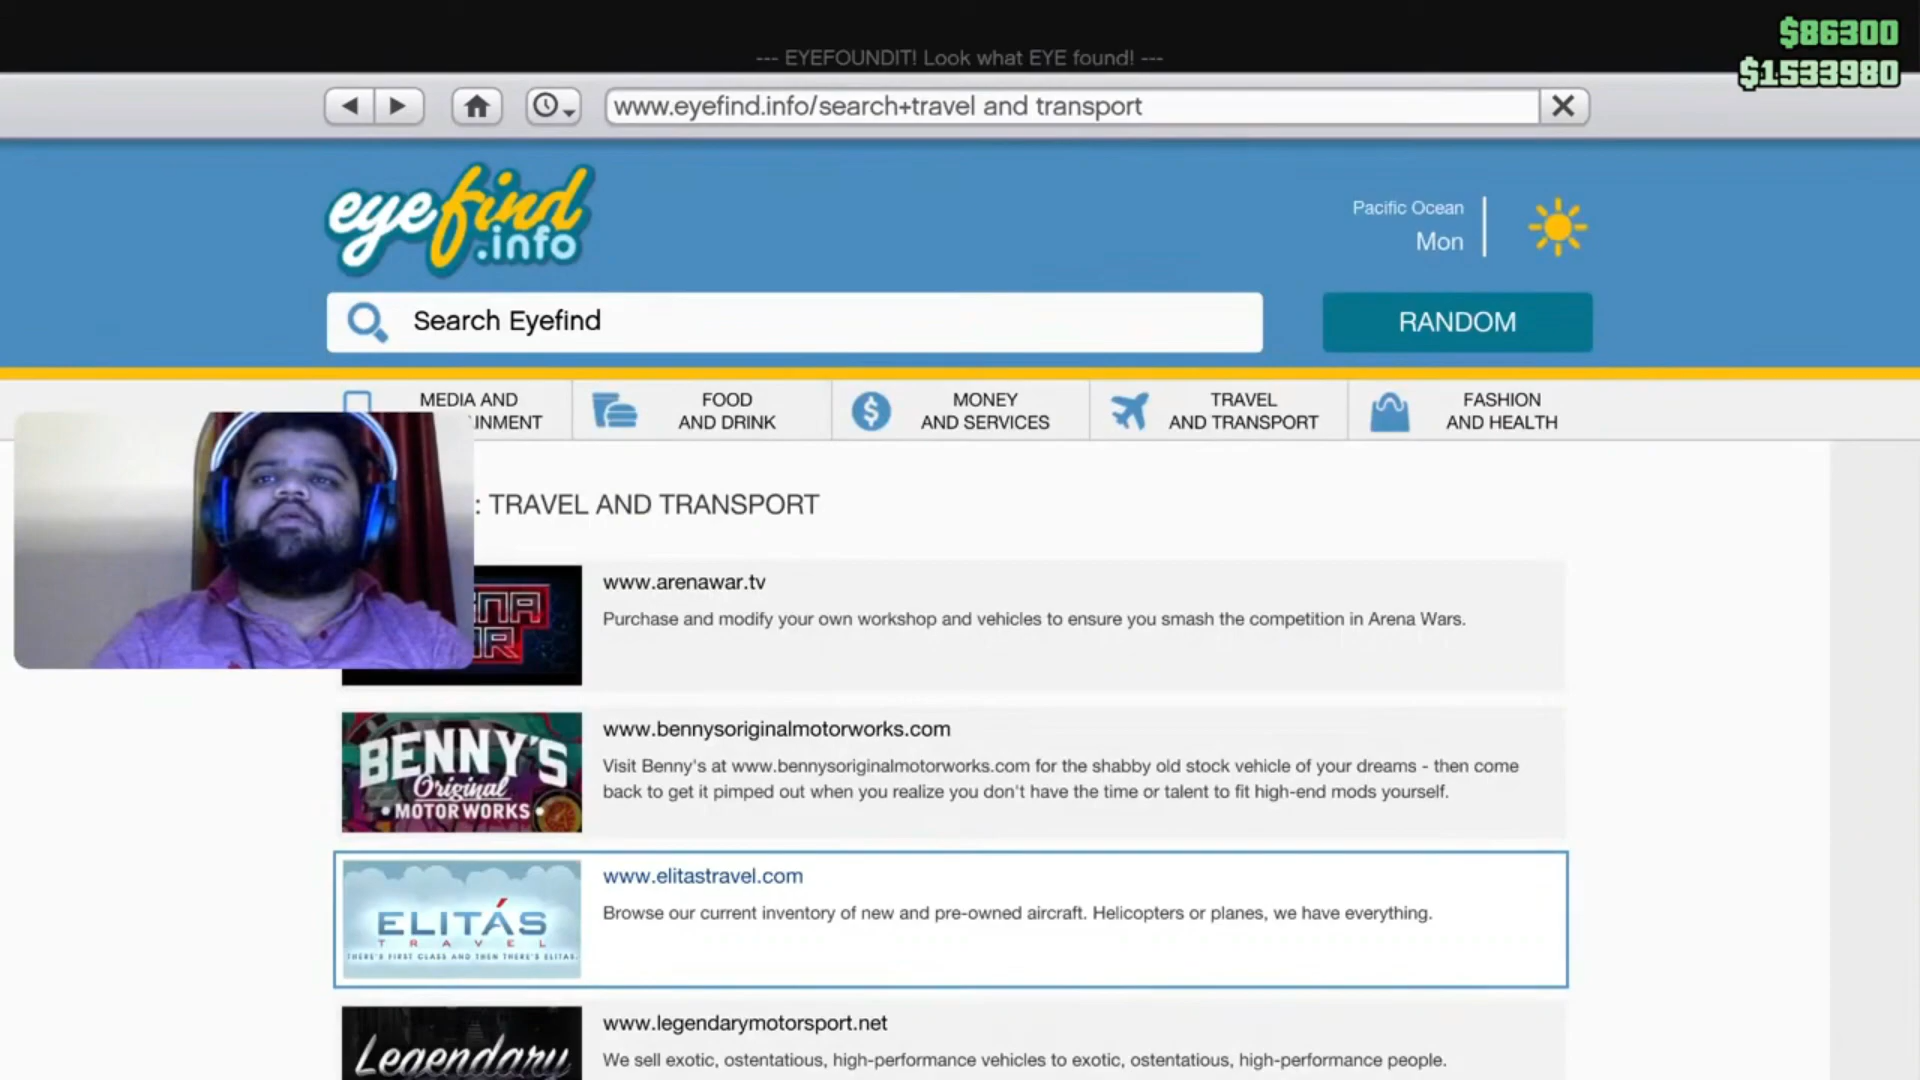 $86300
--- EYEFOUNDIT! Look what EYE found! ---
$1533980
www.eyefind.info/search+travel and transport
eyefind
.info
Pacific Ocean
Mon
Search Eyefind
RANDOM
MEDIA AND
INMENT
FOOD
AND DRINK
MONEY
AND SERVICES
TRAVEL
AND TRANSPORT
FASHION
AND HEALTH
: TRAVEL AND TRANSPORT
www.arenawar.tv
Purchase and modify your own workshop and vehicles to ensure you smash the competition in Arena Wars.
www.bennysoriginalmotorworks.com
BENNY'S
Original
• MOTOR WORKS •
Visit Benny's at www.bennysoriginalmotorworks.com for the shabby old stock vehicle of your dreams - then come
back to get it pimped out when you realize you don't have the time or talent to fit high-end mods yourself.
www.elitastravel.com
ELITÁS
TRAVEL
THERE'S FIRST CLASS AND THEN THERE'S ELITAS.
Browse our current inventory of new and pre-owned aircraft. Helicopters or planes, we have everything.
www.legendarymotorsport.net
Legendary
We sell exotic, ostentatious, high-performance vehicles to exotic, ostentatious, high-performance people.